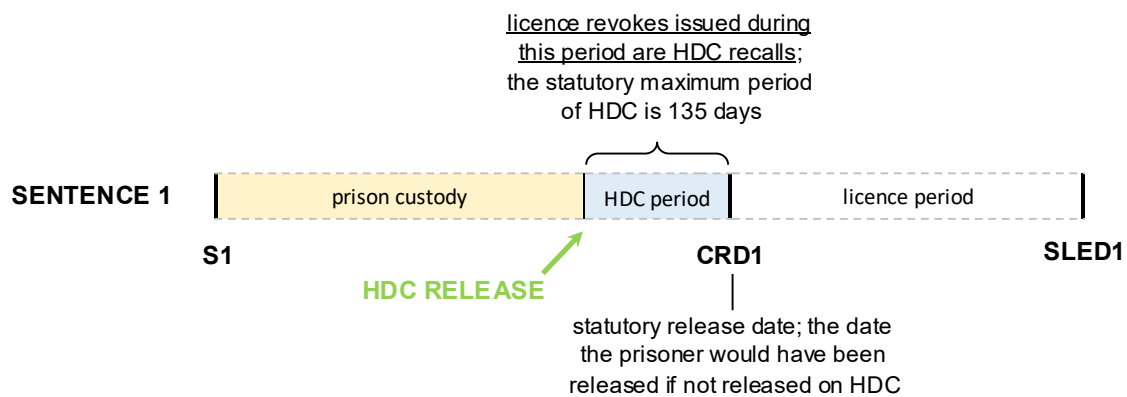 licence revokes issued during
this period are HDC recalls;
the statutory maximum period
of HDC is 135 days
SENTENCE 1
prison custody
HDC period
licence period
S1
CRD1
SLED1
HDC RELEASE
statutory release date; the date
the prisoner would have been
released if not released on HDC